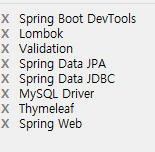 X Spring Boot DevTools
X Lombok
X Validation
X Spring Data JPA
X Spring Data JDBC
X MySQL Driver
X Thymeleaf
X Spring Web